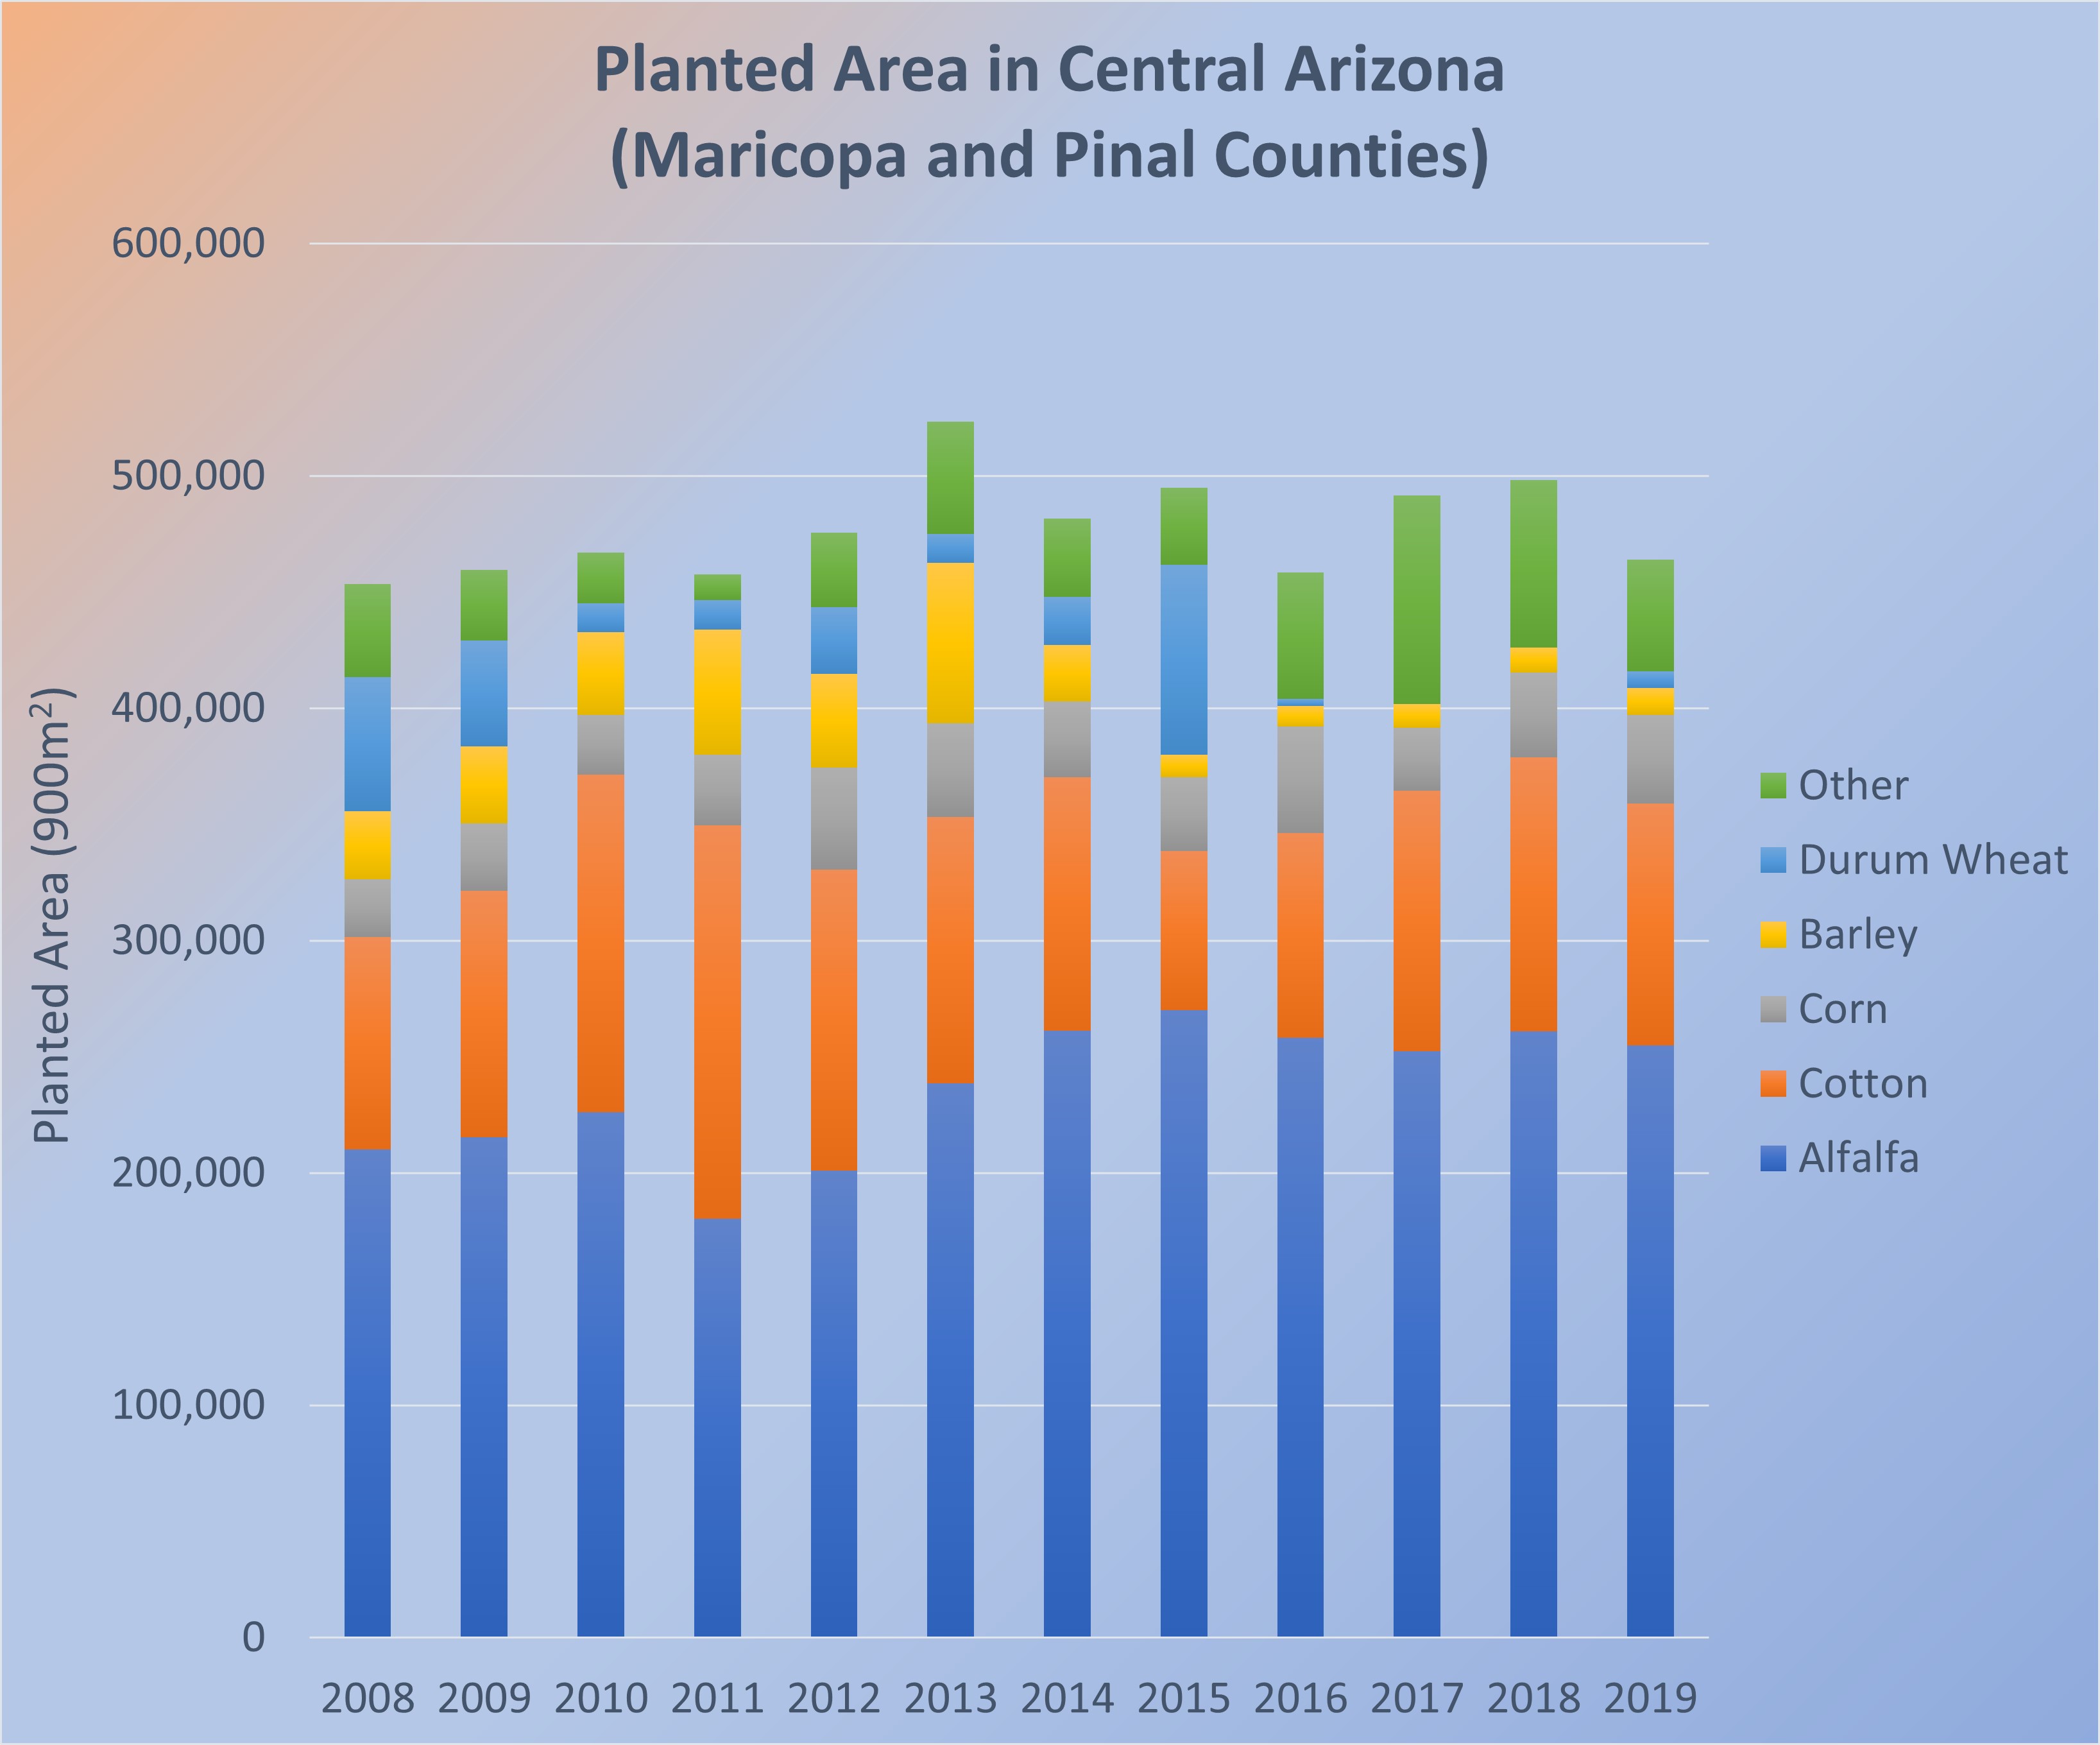 Planted Area in Central Arizona
(Maricopa and Pinal Counties)
600,000
500,000
400,000
300,000
200,000
100,000
0
Planted Area (900m²)
2008 2009 2010 2011 2012 2013 2014 2015 2016 2017 2018 2019
Other
Durum Wheat
Barley
Corn
Cotton
Alfalfa